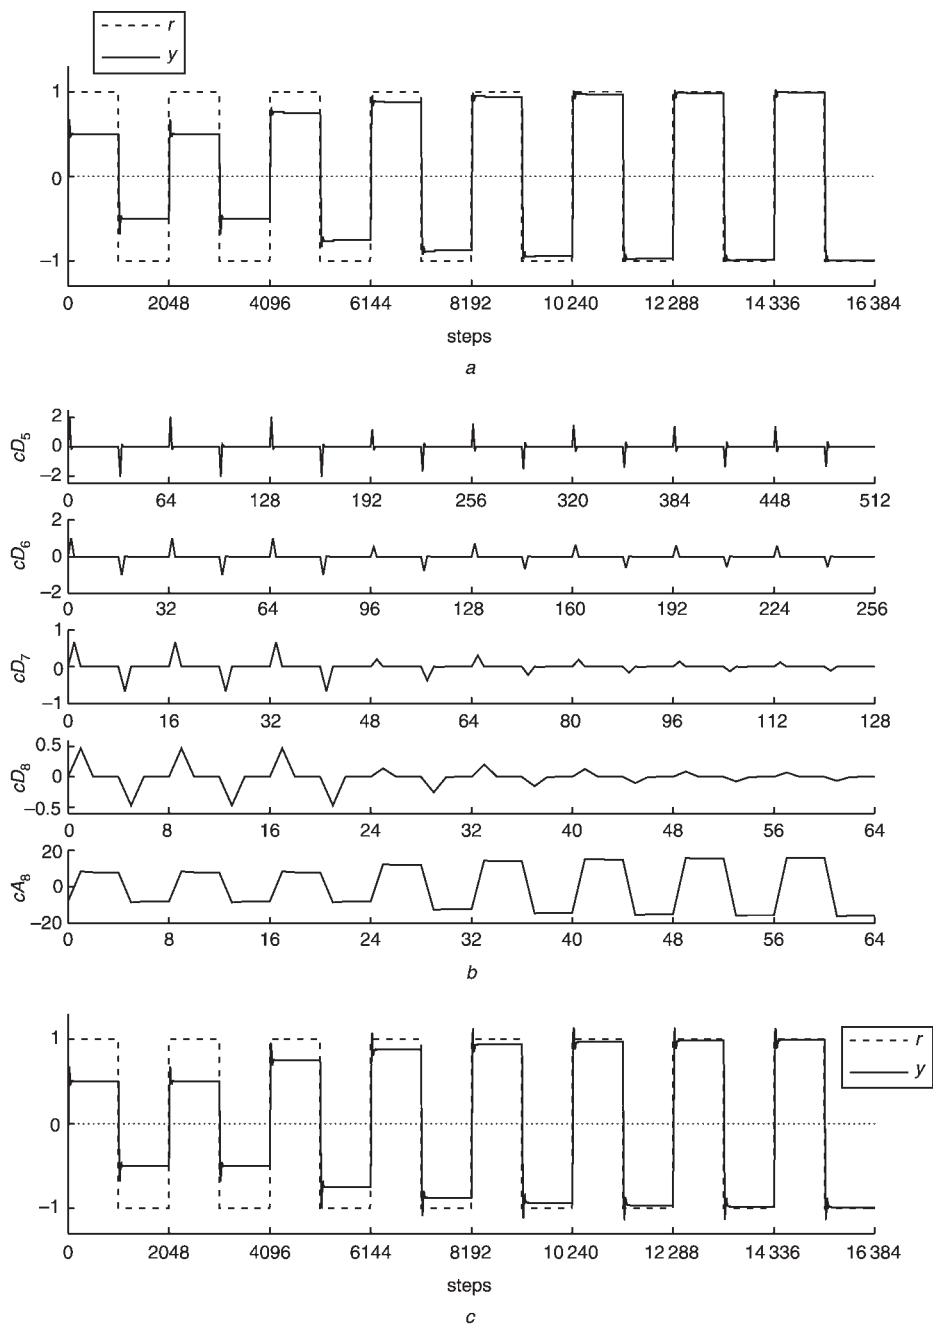 r
y
1
0
−1
0 2048 4096 6144 8192 10 240 12 288 14 336 16 384
steps
a
cD5
2
0
−2
0 64 128 192 256 320 384 448 512
cD6
2
0
−2
0 32 64 96 128 160 192 224 256
cD7
1
0
−1
0 16 32 48 64 80 96 112 128
cD8
0.5
0
−0.5
0 8 16 24 32 40 48 56 64
cA8
20
0
−20
0 8 16 24 32 40 48 56 64
b
1
0
−1
r
y
0 2048 4096 6144 8192 10 240 12 288 14 336 16 384
steps
c